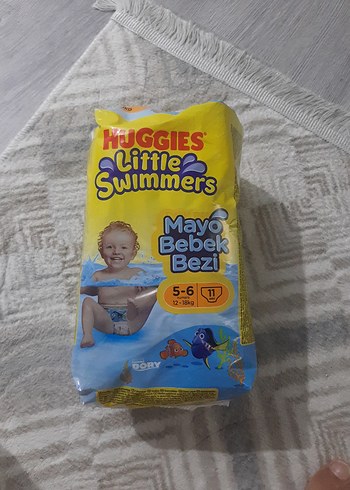 HUGGIES
Little
Swimmers
Mayo
Bebek
Bezi
5-6
11
12-18kg
DORY